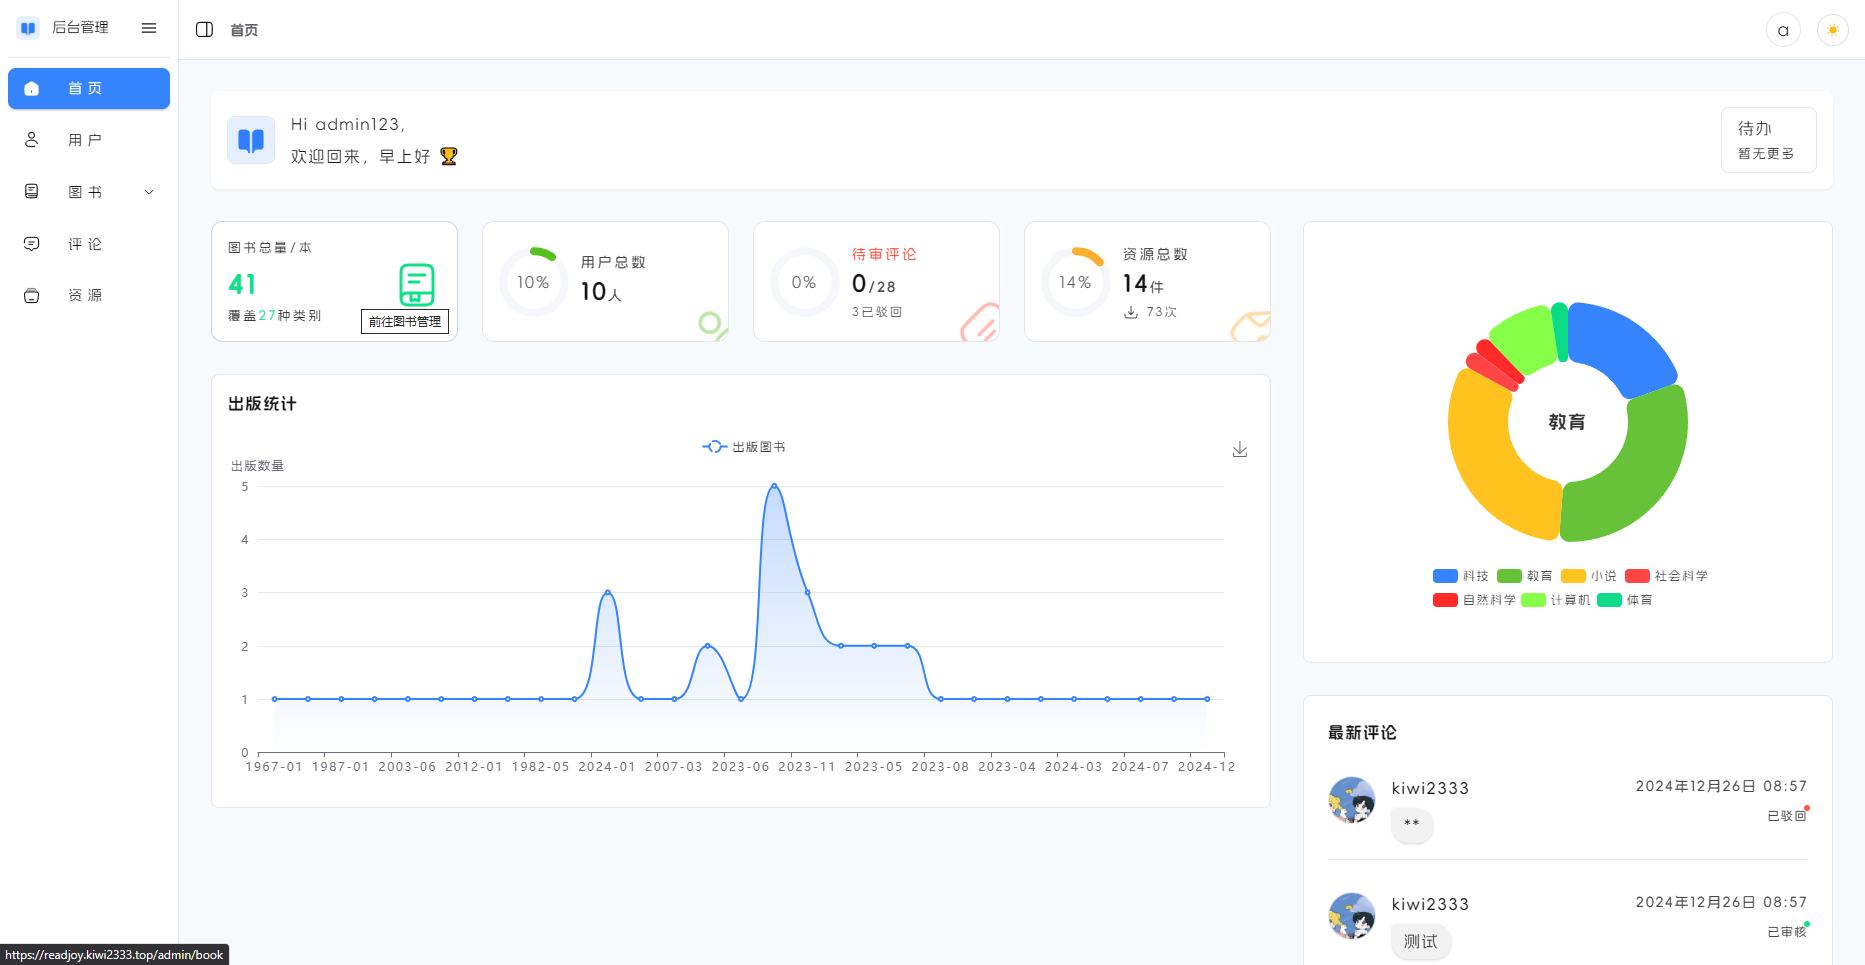 后台管理
首页
用户
图书
评论
资源
首页
a
Hi admin123,
欢迎回来，早上好 🏆
待办
暂无更多
图书总量/本
41
覆盖27种类别
前往图书管理
10%
用户总数
10人
0%
待审评论
0/28
3已驳回
14%
资源总数
14件
73次
出版统计
出版图书
出版数量
5
4
3
2
1
0
1967-01 1987-01 2003-06 2012-01 1982-05 2024-01 2007-03 2023-06 2023-11 2023-05 2023-08 2023-04 2024-03 2024-07 2024-12
教育
科技 教育 小说 社会科学
自然科学 计算机 体育
最新评论
kiwi2333
2024年12月26日 08:57
**
已驳回
kiwi2333
2024年12月26日 08:57
测试
已审核
https://readjoy.kiwi2333.top/admin/book